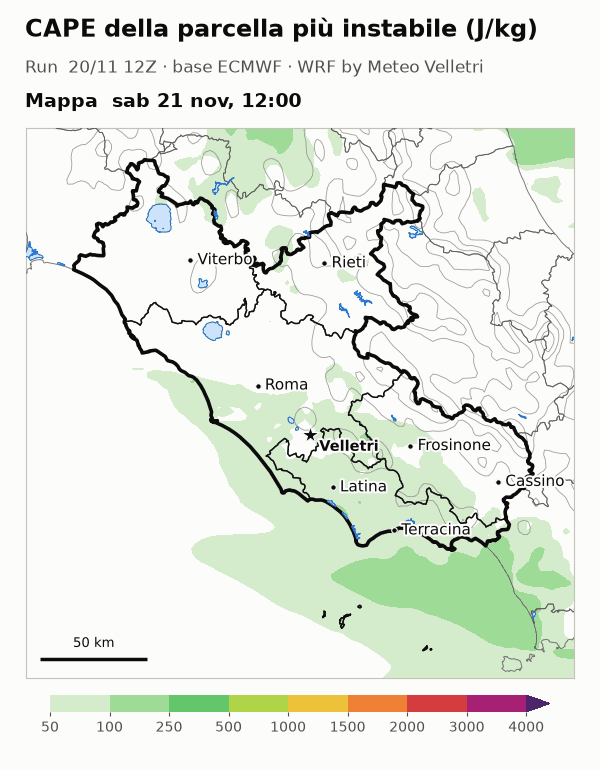 CAPE della parcella più instabile (J/kg)
Run 20/11 12Z · base ECMWF · WRF by Meteo Velletri
Mappa sab 21 nov, 12:00
Viterbo
Rieti
Roma
Velletri
Frosinone
Cassino
Latina
Terracina
50 km
50 100 250 500 1000 1500 2000 3000 4000